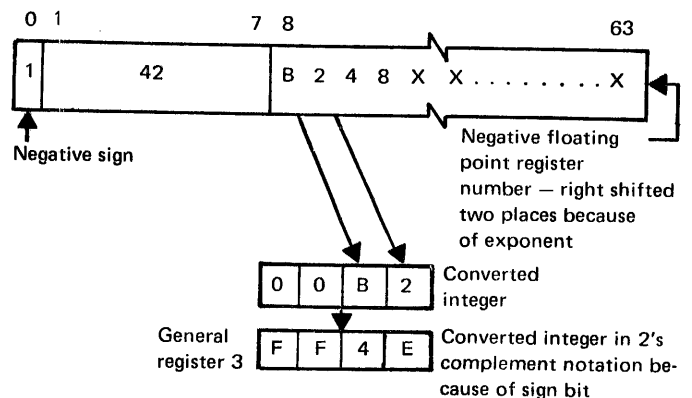 0 1 7 8 63
1 42 B 2 4 8 X X . . . . . . . . . X
Negative sign
Negative floating
point register
number — right shifted
two places because
of exponent
0 0 B 2
Converted
integer
General
register 3
F F 4 E
Converted integer in 2's
complement notation be-
cause of sign bit